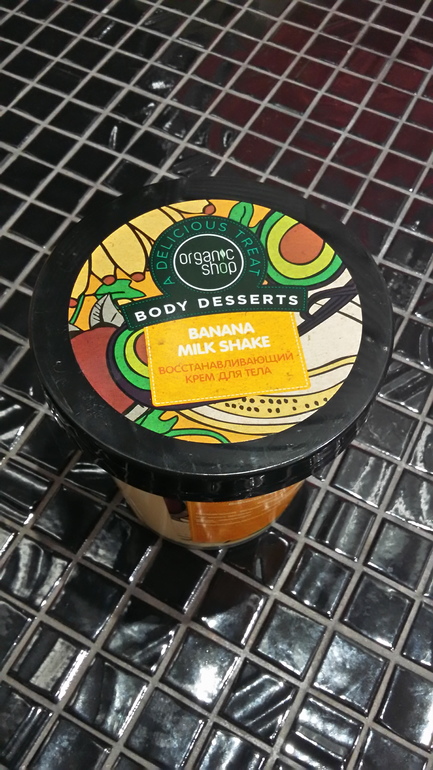 A DELICIOUS TREAT
organic
shop
BODY DESSERTS
BANANA
MILK SHAKE
ВОССТАНАВЛИВАЮЩИЙ
КРЕМ ДЛЯ ТЕЛА